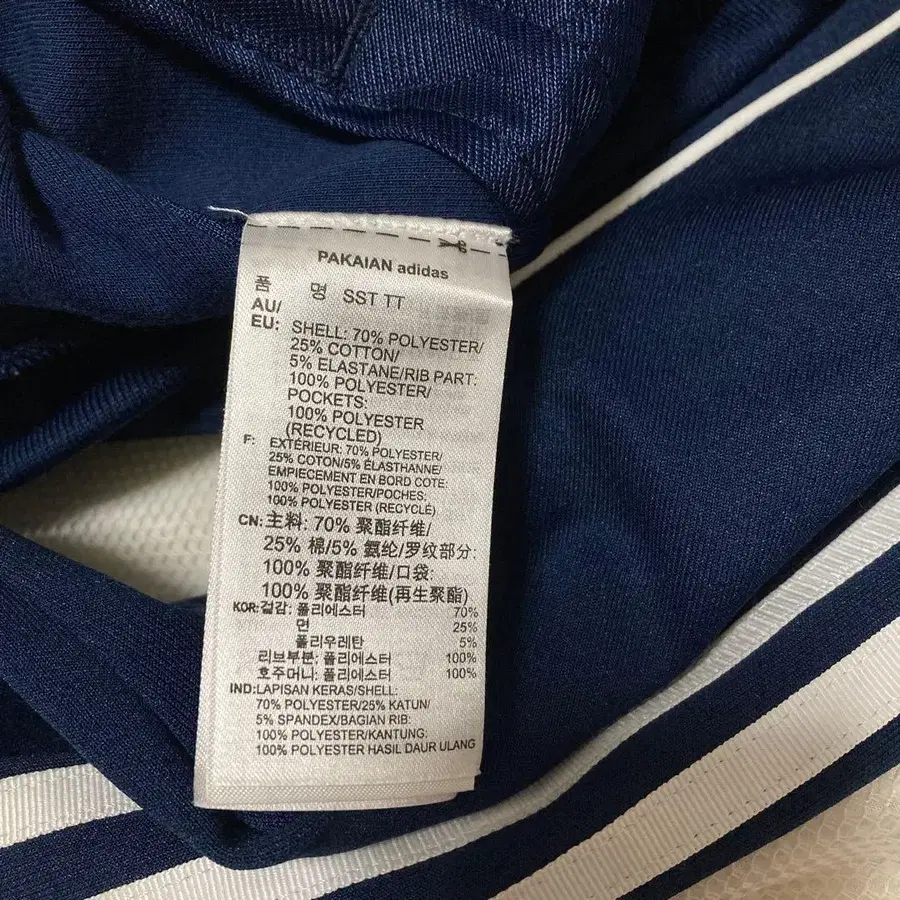 PAKAIAN adidas
품 명 SST TT
AU/
EU: SHELL: 70% POLYESTER/
25% COTTON/
5% ELASTANE/RIB PART:
100% POLYESTER/
POCKETS:
100% POLYESTER
(RECYCLED)
F: EXTÉRIEUR: 70% POLYESTER/
25% COTON/5% ÉLASTHANNE/
EMPIECEMENT EN BORD COTE:
100% POLYESTER/POCHES:
100% POLYESTER (RECYCLÉ)
CN: 主料: 70% 聚酯纤维/
25% 棉/5% 氨纶/罗纹部分:
100% 聚酯纤维/口袋:
100% 聚酯纤维(再生聚酯)
KOR: 겉감: 폴리에스터 70%
면 25%
폴리우레탄 5%
리브부분: 폴리에스터 100%
호주머니: 폴리에스터 100%
IND: LAPISAN KERAS/SHELL:
70% POLYESTER/25% KATUN/
5% SPANDEX/BAGIAN RIB:
100% POLYESTER/KANTUNG:
100% POLYESTER HASIL DAUR ULANG